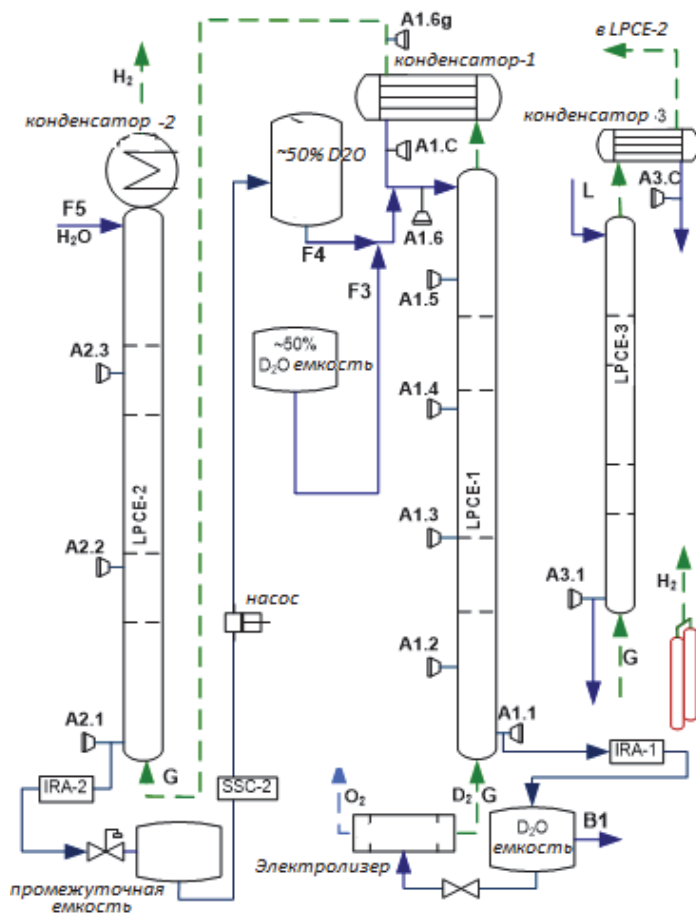 A1.6g
в LPCE-2
H₂
конденсатор-1
конденсатор -2
конденсатор -3
~50% D2O
A1.C
A3.C
F5
H₂O
L
A1.6
F4
A1.5
F3
A2.3
~50%
D₂O емкость
A1.4
LPCE-3
LPCE-2
LPCE-1
A1.3
A2.2
A3.1
H₂
насос
A1.2
G
A2.1
A1.1
IRA-2
G
SSC-2
IRA-1
O₂
D₂
G
D₂O
емкость
B1
Электролизер
промежуточная
емкость